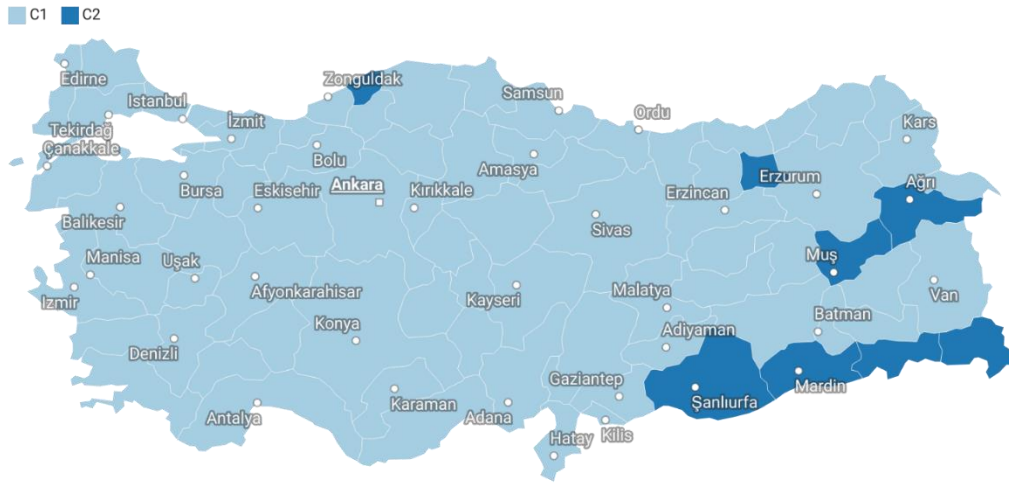 C1 C2
Edirne
Zonguldak
Istanbul
Samsun
Ordu
Tekirdağ
İzmit
Kars
Çanakkale
Bolu
Amasya
Bursa
Eskisehir
Ankara
Kırıkkale
Erzincan
Erzurum
Ağrı
Balıkesir
Sivas
Manisa
Uşak
Muş
Izmir
Afyonkarahisar
Kayseri
Malatya
Van
Konya
Batman
Denizli
Adiyaman
Gaziantep
Mardin
Antalya
Karaman
Adana
Şanlıurfa
Hatay
Kilis